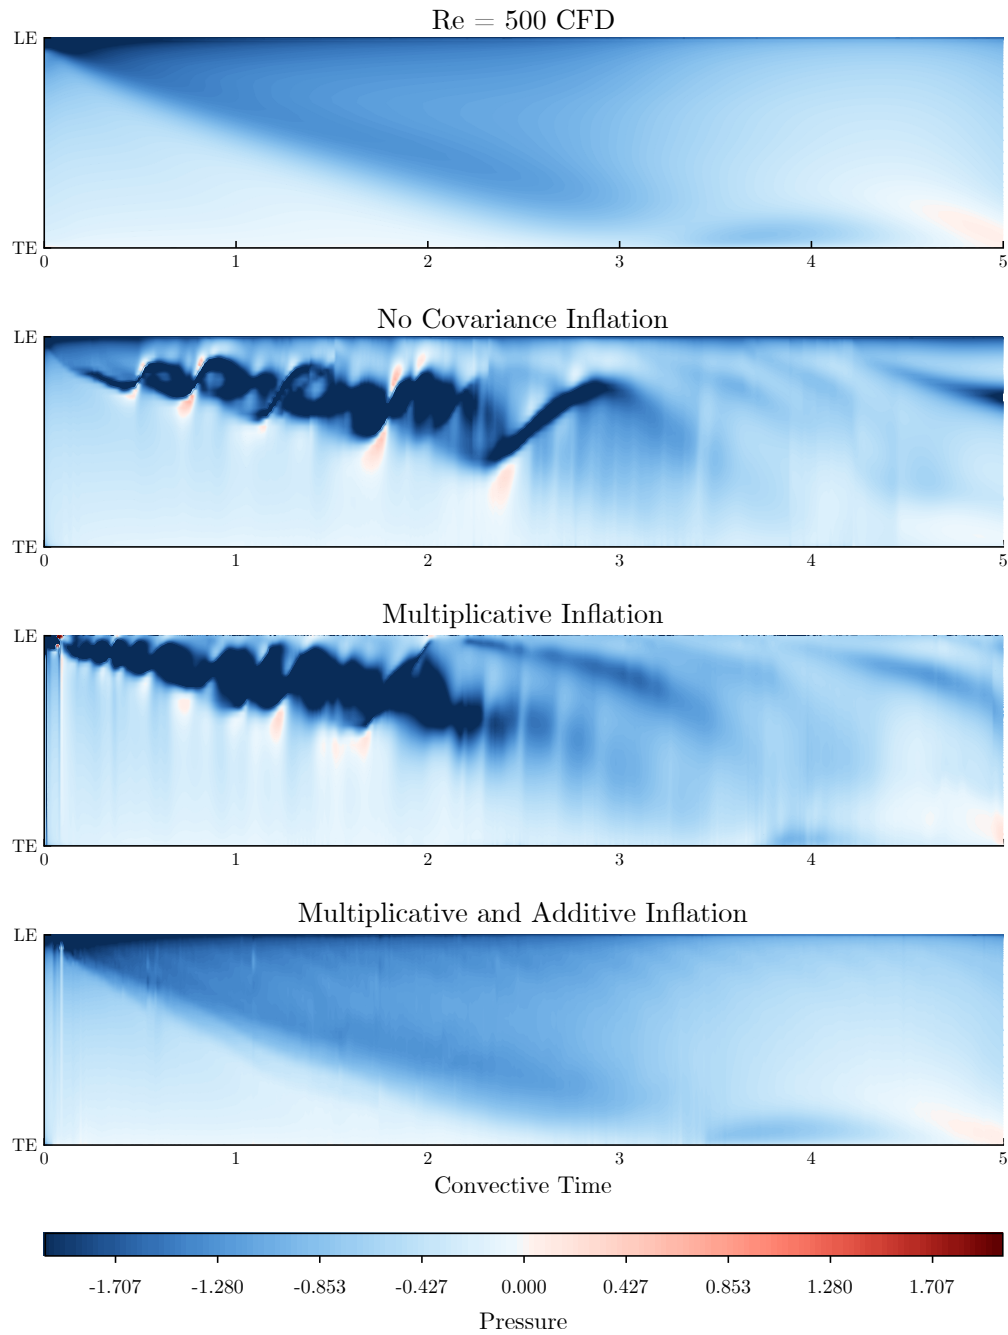 Re = 500 CFD
LE
TE
0 1 2 3 4 5
No Covariance Inflation
LE
TE
0 1 2 3 4 5
Multiplicative Inflation
LE
TE
0 1 2 3 4 5
Multiplicative and Additive Inflation
LE
TE
0 1 2 3 4 5
Convective Time
-1.707 -1.280 -0.853 -0.427 0.000 0.427 0.853 1.280 1.707
Pressure